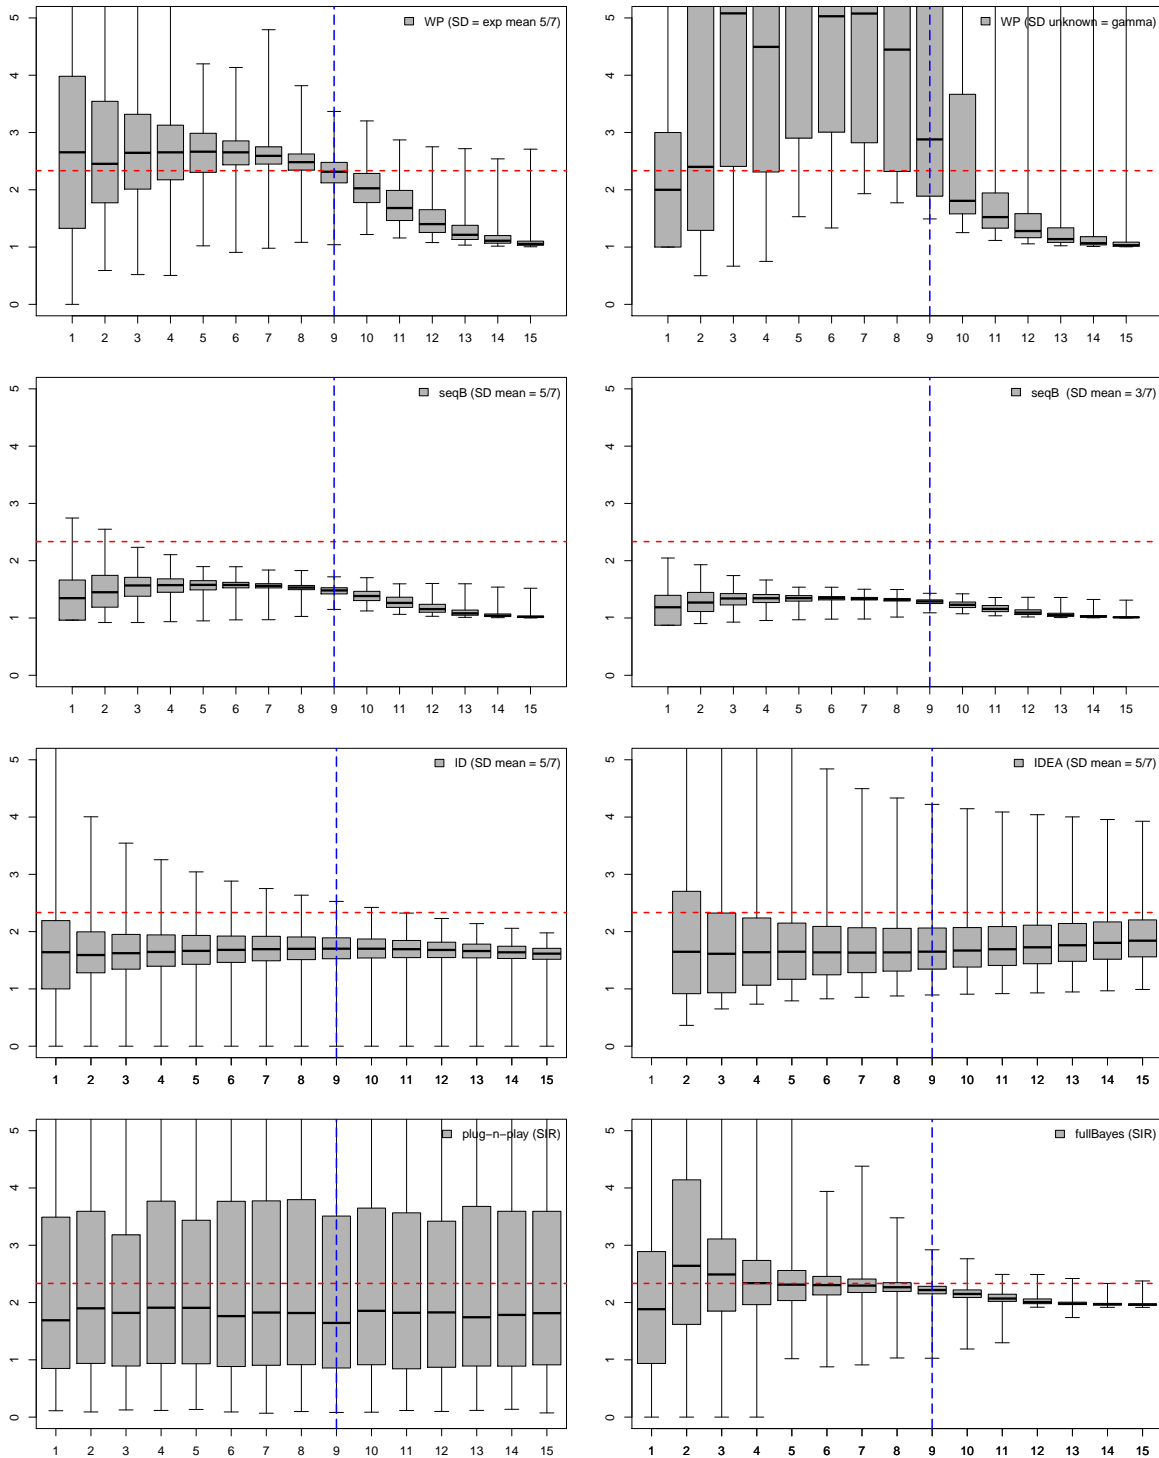 WP (SD = exp mean 5/7)
0 1 2 3 4 5
1 2 3 4 5 6 7 8 9 10 11 12 13 14 15
WP (SD unknown = gamma)
0 1 2 3 4 5
1 2 3 4 5 6 7 8 9 10 11 12 13 14 15
seqB (SD mean = 5/7)
0 1 2 3 4 5
1 2 3 4 5 6 7 8 9 10 11 12 13 14 15
seqB (SD mean = 3/7)
0 1 2 3 4 5
1 2 3 4 5 6 7 8 9 10 11 12 13 14 15
ID (SD mean = 5/7)
0 1 2 3 4 5
1 2 3 4 5 6 7 8 9 10 11 12 13 14 15
IDEA (SD mean = 5/7)
0 1 2 3 4 5
1 2 3 4 5 6 7 8 9 10 11 12 13 14 15
plug−n−play (SIR)
0 1 2 3 4 5
1 2 3 4 5 6 7 8 9 10 11 12 13 14 15
fullBayes (SIR)
0 1 2 3 4 5
1 2 3 4 5 6 7 8 9 10 11 12 13 14 15